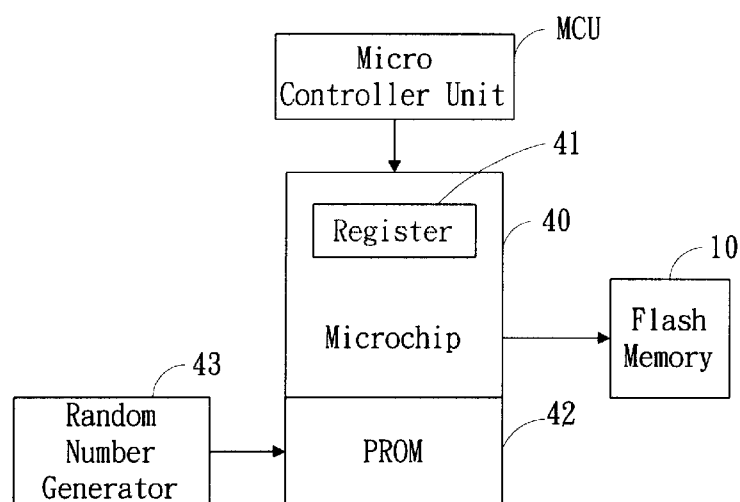 MCU
Micro
Controller Unit
41
Register
40
10
Microchip
Flash
Memory
43
42
Random
Number
Generator
PROM